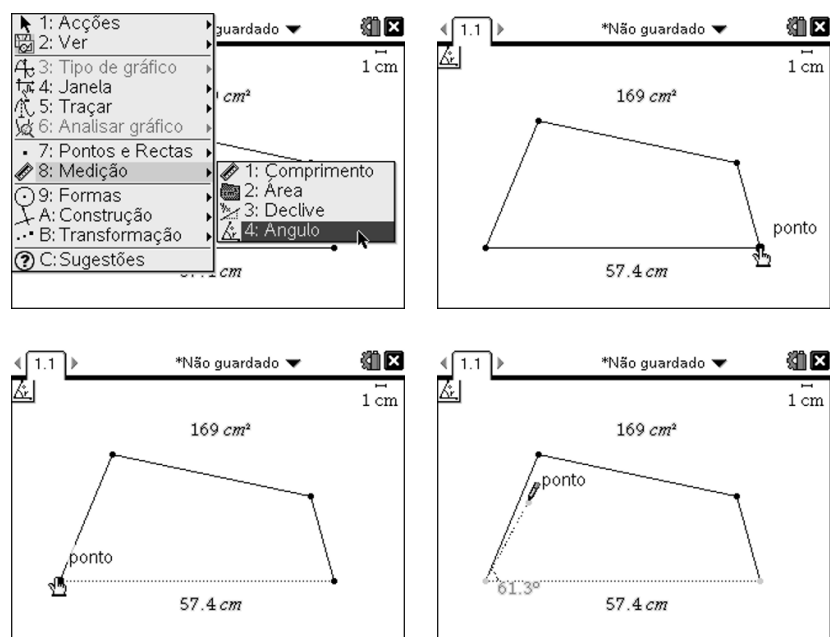 1: Acções
2: Ver
3: Tipo de gráfico
4: Janela
5: Traçar
6: Analisar gráfico
7: Pontos e Rectas
8: Medição
9: Formas
A: Construção
B: Transformação
C: Sugestões
1: Comprimento
2: Área
3: Declive
4: Angulo
guardado
1 cm
cm²
cm
1.1
*Não guardado
1 cm
169 cm²
ponto
57.4 cm
1.1
*Não guardado
1 cm
169 cm²
ponto
57.4 cm
1.1
*Não guardado
1 cm
169 cm²
ponto
61.3°
57.4 cm